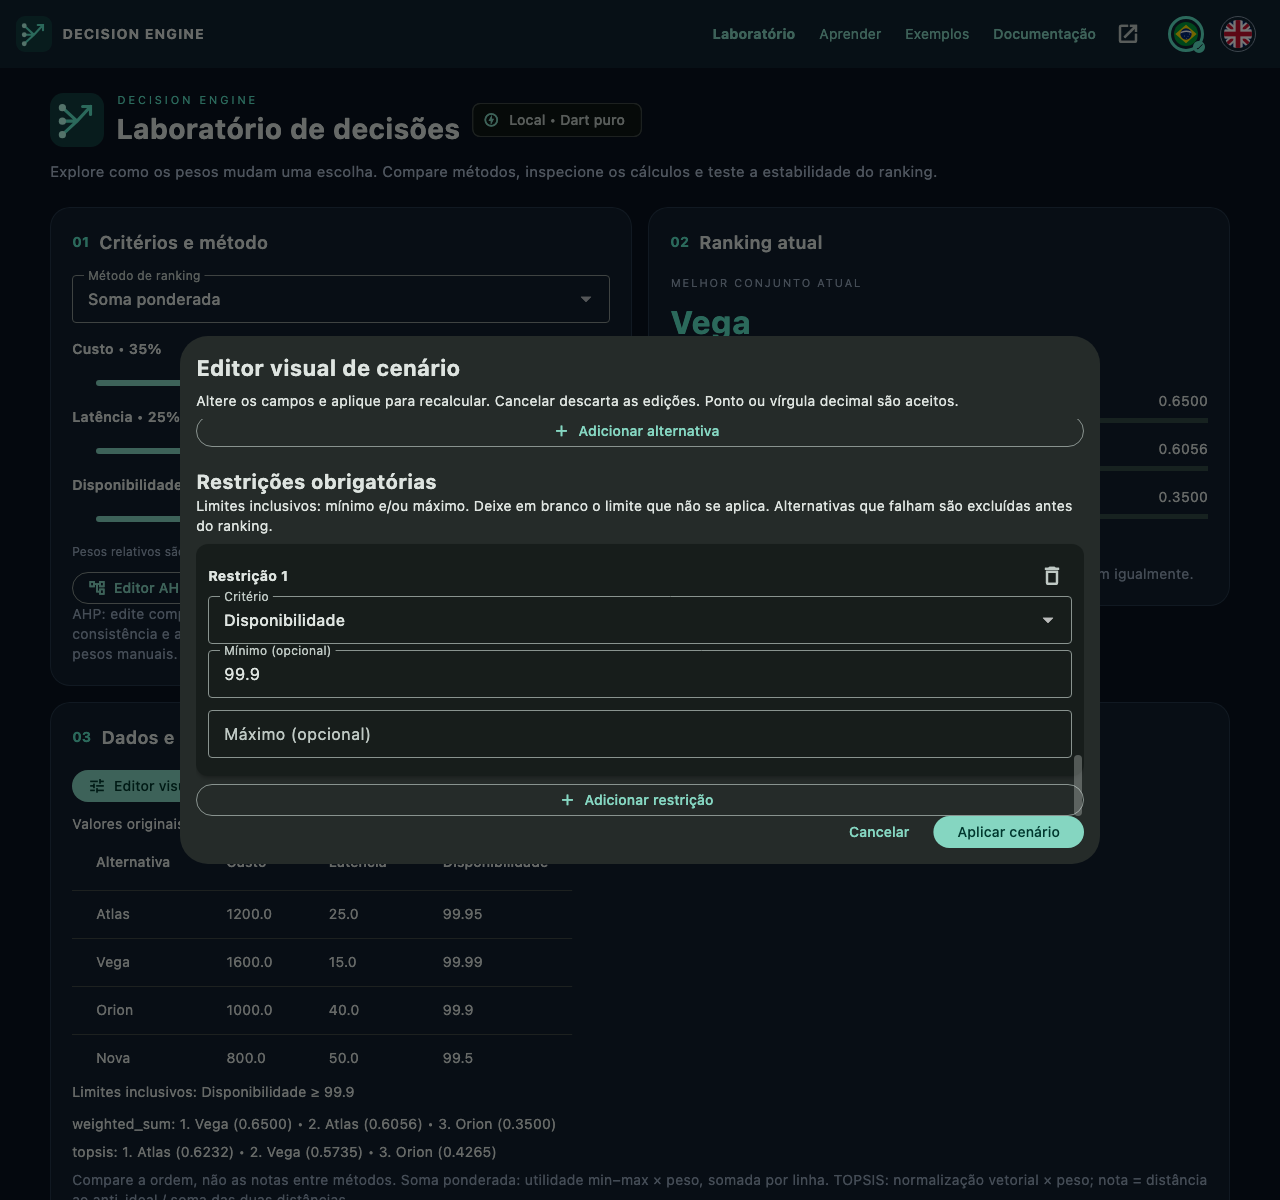 DECISION ENGINE
Laboratório
Aprender
Exemplos
Documentação
DECISION ENGINE
Laboratório de decisões
Local • Dart puro
Explore como os pesos mudam uma escolha. Compare métodos, inspecione os cálculos e teste a estabilidade do ranking.
01 Critérios e método
Método de ranking
Soma ponderada
Custo • 35%
Latência • 25%
Disponibilidade
Pesos relativos
Editor AH
AHP: edite
consistência e
pesos manuais.
02 Ranking atual
MELHOR CONJUNTO ATUAL
Vega
0.6500
0.6056
0.3500
igualmente.
Editor visual de cenário
Altere os campos e aplique para recalcular. Cancelar descarta as edições. Ponto ou vírgula decimal são aceitos.
+ Adicionar alternativa
Restrições obrigatórias
Limites inclusivos: mínimo e/ou máximo. Deixe em branco o limite que não se aplica. Alternativas que falham são excluídas antes
do ranking.
Restrição 1
Critério
Disponibilidade
Mínimo (opcional)
99.9
Máximo (opcional)
+ Adicionar restrição
Cancelar
Aplicar cenário
03 Dados e
Editor
Valores originais
Alternativa Custo Latência Disponibilidade
Atlas 1200.0 25.0 99.95
Vega 1600.0 15.0 99.99
Orion 1000.0 40.0 99.9
Nova 800.0 50.0 99.5
Limites inclusivos: Disponibilidade ≥ 99.9
weighted_sum: 1. Vega (0.6500) • 2. Atlas (0.6056) • 3. Orion (0.3500)
topsis: 1. Atlas (0.6232) • 2. Vega (0.5735) • 3. Orion (0.4265)
Compare a ordem, não as notas entre métodos. Soma ponderada: utilidade min–max × peso, somada por linha. TOPSIS: normalização vetorial × peso; nota = distância
ao anti-ideal / soma das duas distâncias.